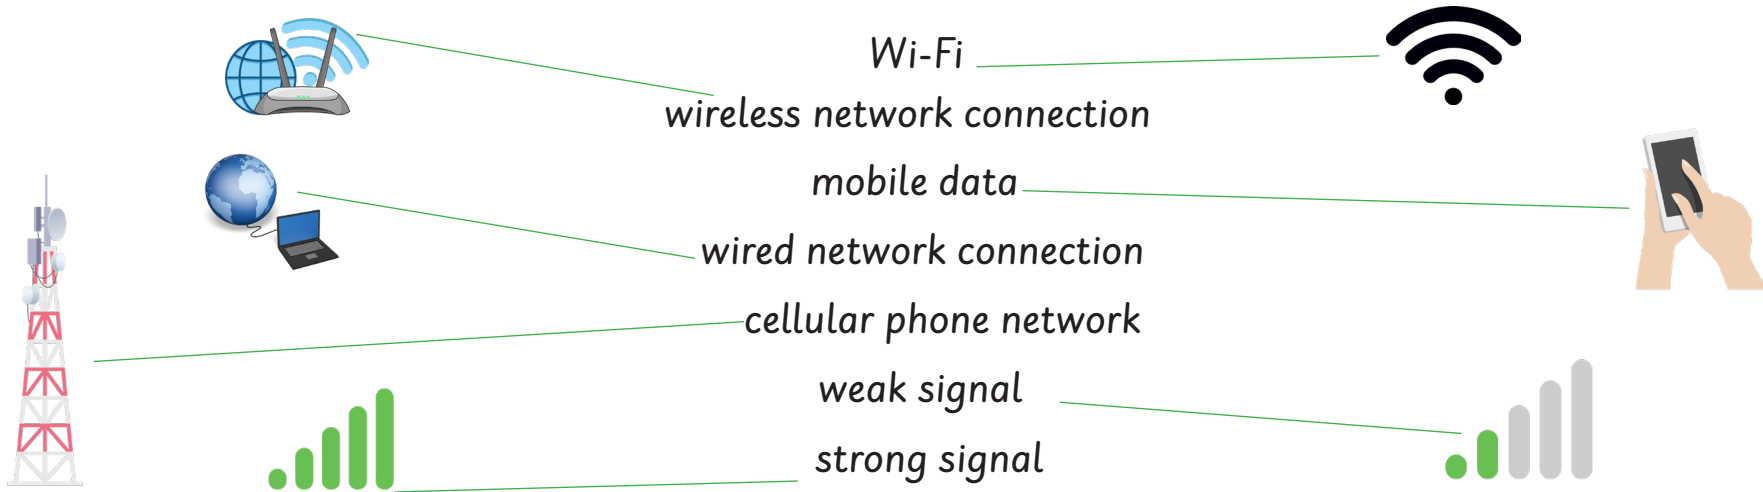 Wi-Fi
wireless network connection
mobile data
wired network connection
cellular phone network
weak signal
strong signal